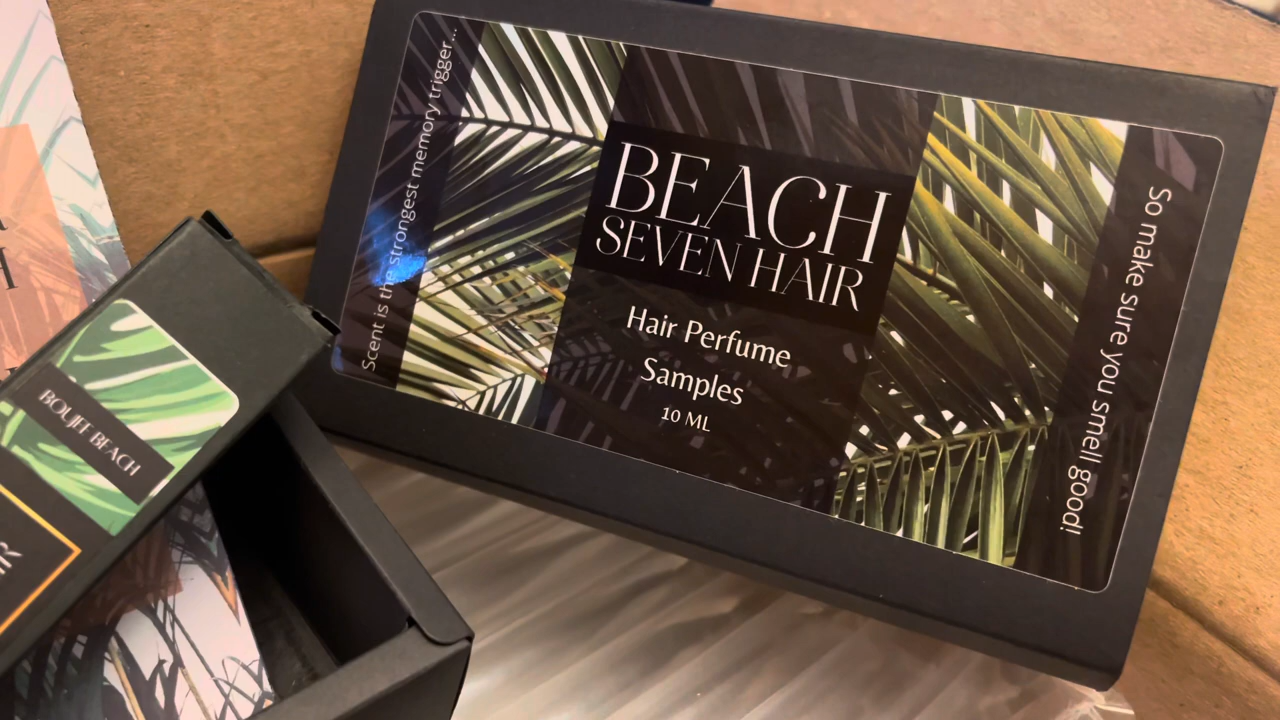 Scent is the strongest memory trigger...
BEACH
SEVEN HAIR
Hair Perfume
Samples
10 ML
So make sure you smell good!
BOUJEE BEACH